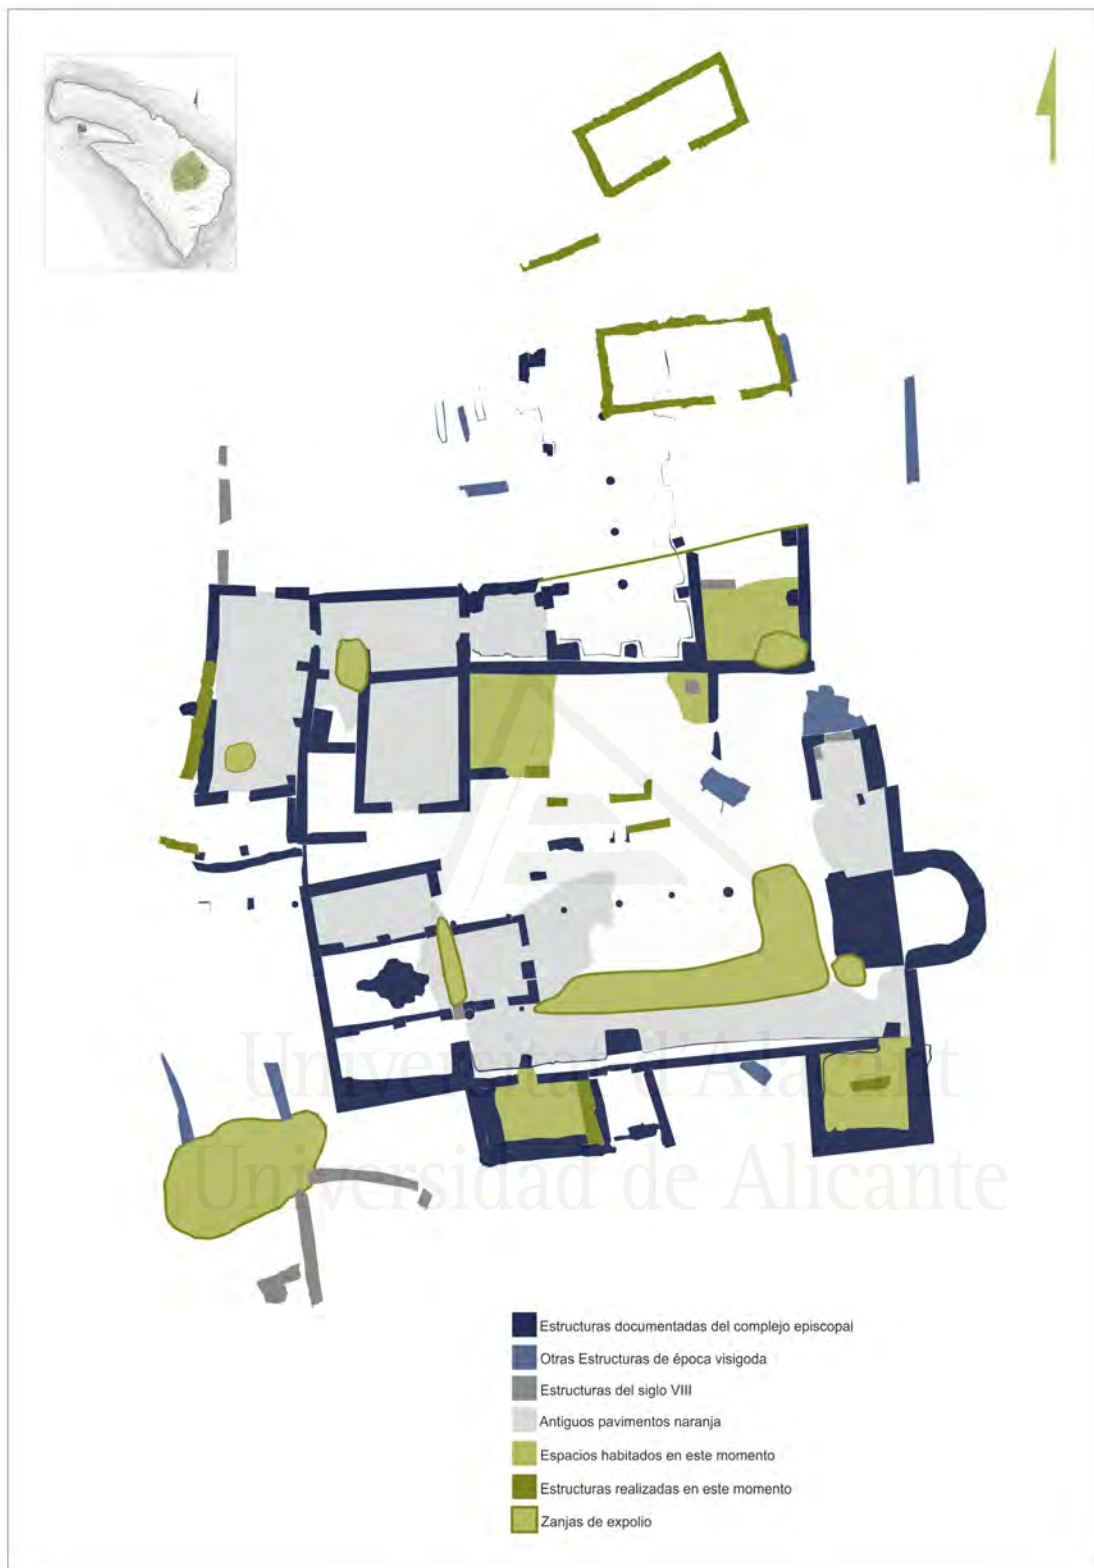 Universitat d'Alacant
Universidad de Alicante
Estructuras documentadas del complejo episcopal
Otras Estructuras de época visigoda
Estructuras del siglo VIII
Antiguos pavimentos naranja
Espacios habitados en este momento
Estructuras realizadas en este momento
Zanjas de expolio